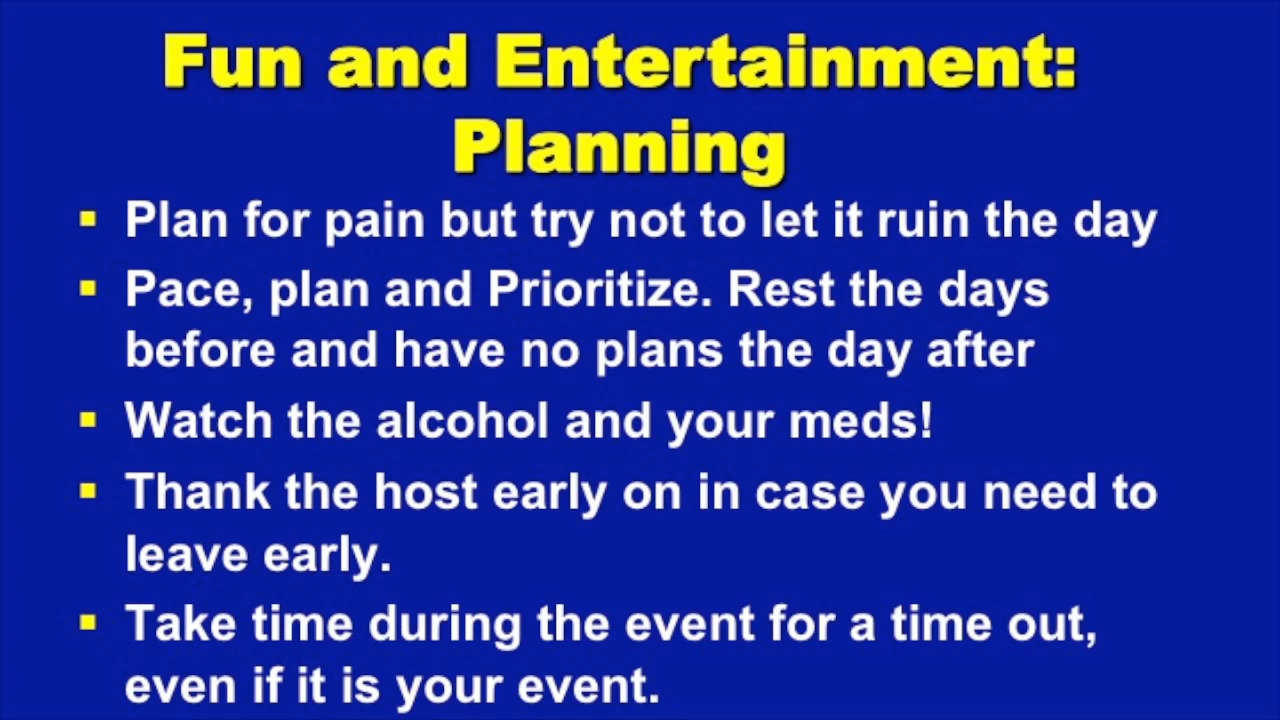 Fun and Entertainment:
Planning
▪ Plan for pain but try not to let it ruin the day
▪ Pace, plan and Prioritize. Rest the days
before and have no plans the day after
▪ Watch the alcohol and your meds!
▪ Thank the host early on in case you need to
leave early.
▪ Take time during the event for a time out,
even if it is your event.